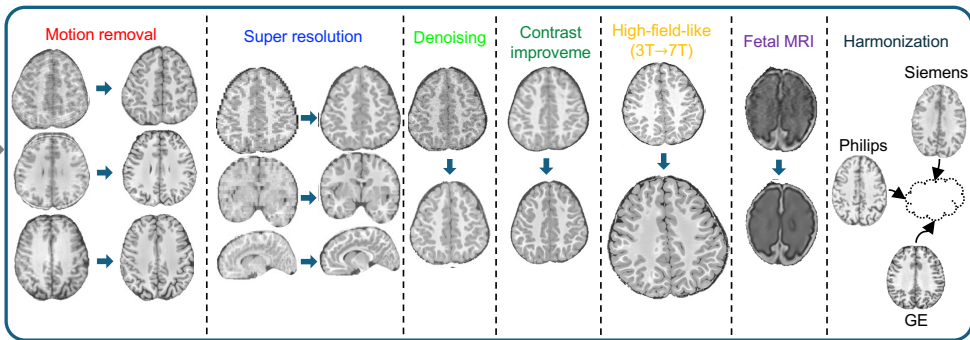 Motion removal
Super resolution
Denoising
Contrast
improveme
High-field-like
(3T→7T)
Fetal MRI
Harmonization
Siemens
Philips
GE